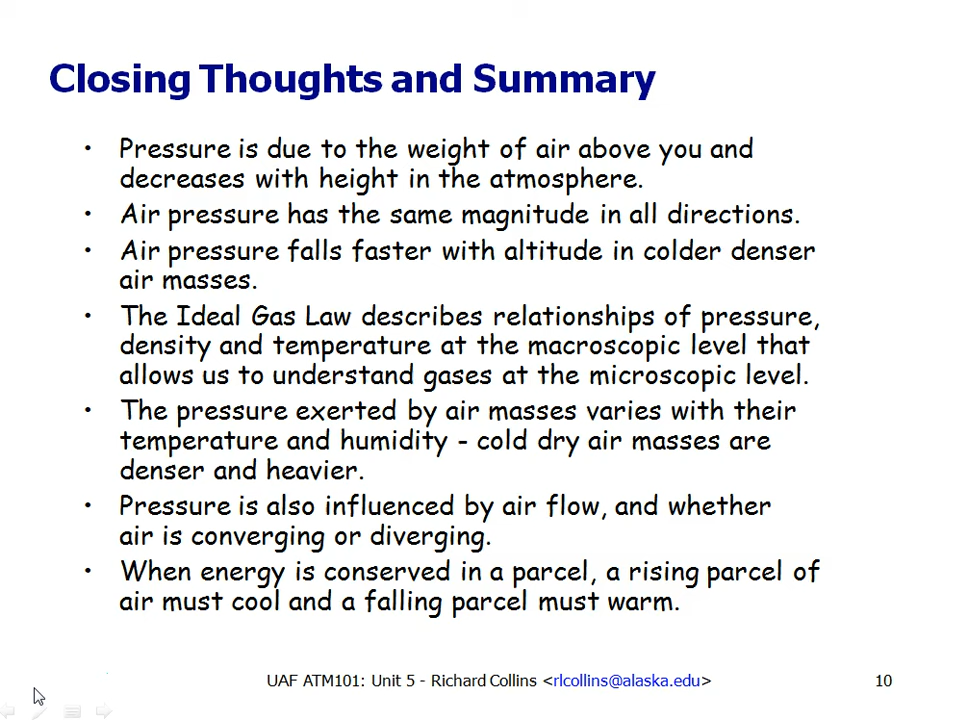 Closing Thoughts and Summary
• Pressure is due to the weight of air above you and
decreases with height in the atmosphere.
• Air pressure has the same magnitude in all directions.
• Air pressure falls faster with altitude in colder denser
air masses.
• The Ideal Gas Law describes relationships of pressure,
density and temperature at the macroscopic level that
allows us to understand gases at the microscopic level.
• The pressure exerted by air masses varies with their
temperature and humidity - cold dry air masses are
denser and heavier.
• Pressure is also influenced by air flow, and whether
air is converging or diverging.
• When energy is conserved in a parcel, a rising parcel of
air must cool and a falling parcel must warm.
UAF ATM101: Unit 5 - Richard Collins <rlcollins@alaska.edu> 10